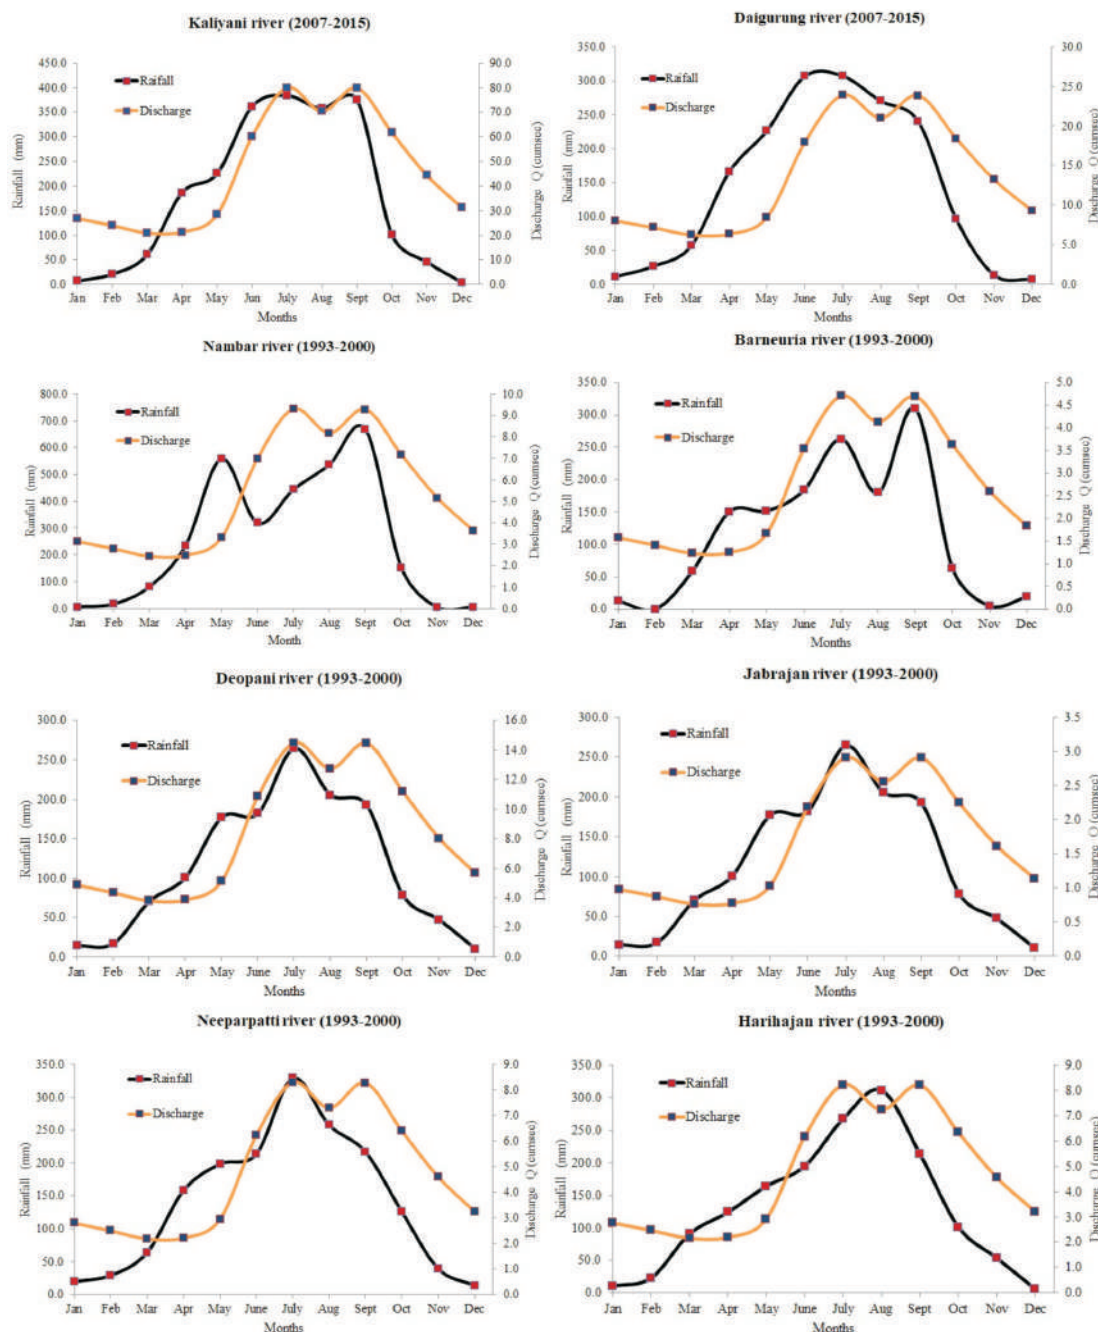 Kaliyani river (2007-2015)
450.0
400.0
350.0
300.0
250.0
200.0
150.0
100.0
50.0
0.0
Rainfall (mm)
Raifall
Discharge
90.0
80.0
70.0
60.0
50.0
40.0
30.0
20.0
10.0
0.0
Discharge Q (cumsec)
Jan Feb Mar Apr May Jun July Aug Sept Oct Nov Dec
Months
Daigurung river (2007-2015)
350.0
300.0
250.0
200.0
150.0
100.0
50.0
0.0
Rainfall (mm)
Raifall
Discharge
30.0
25.0
20.0
15.0
10.0
5.0
0.0
Discharge Q (cumsec)
Jan Feb Mar Apr May June July Aug Sept Oct Nov Dec
Months
Nambar river (1993-2000)
800.0
700.0
600.0
500.0
400.0
300.0
200.0
100.0
0.0
Rainfall (mm)
Rainfall
Discharge
10.0
9.0
8.0
7.0
6.0
5.0
4.0
3.0
2.0
1.0
0.0
Discharge Q (cumsec)
Jan Feb Mar Apr May June July Aug Sept Oct Nov Dec
Month
Barneuria river (1993-2000)
350.0
300.0
250.0
200.0
150.0
100.0
50.0
0.0
Rainfall (mm)
Rainfall
Discharge
5.0
4.5
4.0
3.5
3.0
2.5
2.0
1.5
1.0
0.5
0.0
Discharge Q (cumsec)
Jan Feb Mar Apr May June July Aug Sept Oct Nov Dec
Months
Deopani river (1993-2000)
300.0
250.0
200.0
150.0
100.0
50.0
0.0
Rainfall (mm)
Rainfall
Discharge
16.0
14.0
12.0
10.0
8.0
6.0
4.0
2.0
0.0
Discharge Q (cumsec)
Jan Feb Mar Apr May June July Aug Sept Oct Nov Dec
Months
Jabrajan river (1993-2000)
300.0
250.0
200.0
150.0
100.0
50.0
0.0
Rainfall (mm)
Rainfall
Discharge
3.5
3.0
2.5
2.0
1.5
1.0
0.5
0.0
Discharge Q (cumsec)
Jan Feb Mar Apr May June July Aug Sept Oct Nov Dec
Months
Neeparpatti river (1993-2000)
350.0
300.0
250.0
200.0
150.0
100.0
50.0
0.0
Rainfall (mm)
Rainfall
Discharge
9.0
8.0
7.0
6.0
5.0
4.0
3.0
2.0
1.0
0.0
Discharge Q (cumsec)
Jan Feb Mar Apr May June July Aug Sept Oct Nov Dec
Months
Harihajan river (1993-2000)
350.0
300.0
250.0
200.0
150.0
100.0
50.0
0.0
Rainfall (mm)
Rainfall
Discharge
9.0
8.0
7.0
6.0
5.0
4.0
3.0
2.0
1.0
0.0
Discharge Q (cumsec)
Jan Feb Mar Apr May June July Aug Sept Oct Nov Dec
Months